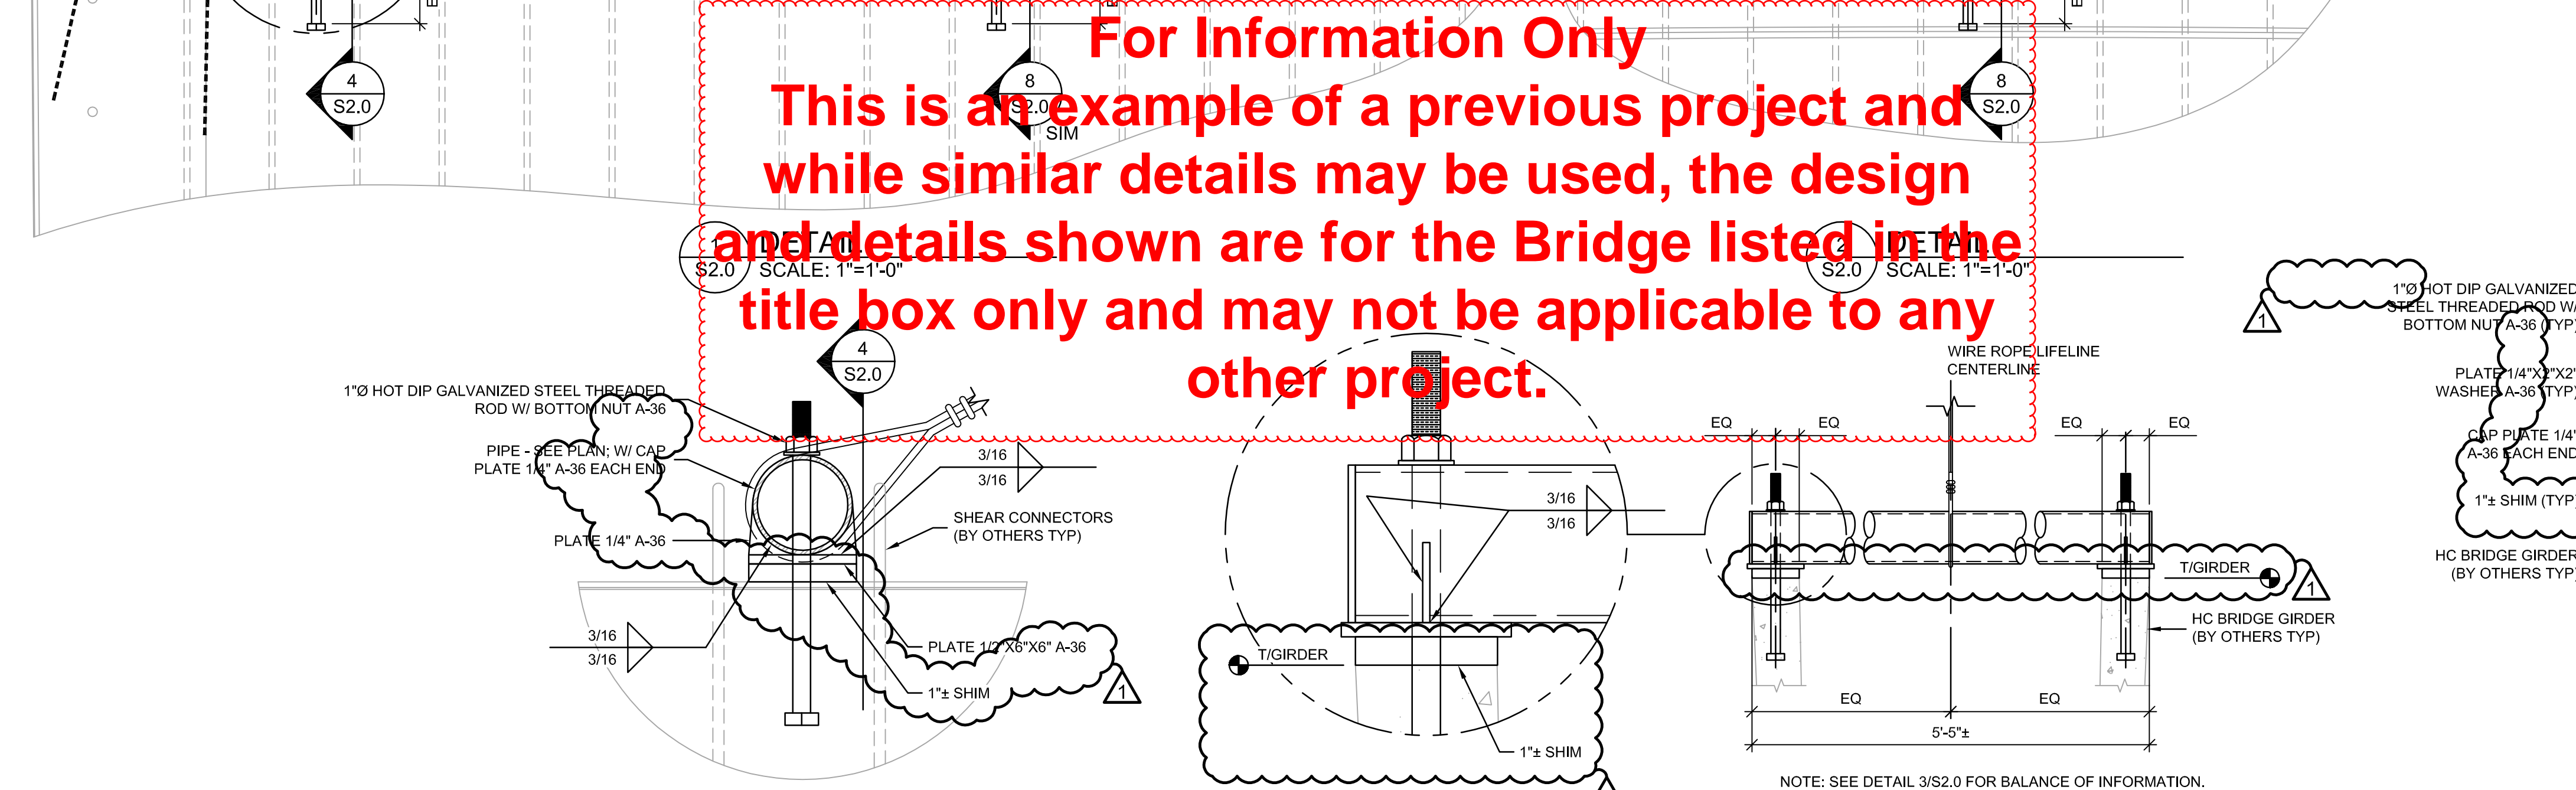 For Information Only
This is an example of a previous project and
while similar details may be used, the design
and details shown are for the Bridge listed in the
title box only and may not be applicable to any
other project.
4
S2.0
8
S2.0
SIM
8
S2.0
1
S2.0
DETAIL
SCALE: 1"=1'-0"
2
S2.0
DETAIL
SCALE: 1"=1'-0"
4
S2.0
1"Ø HOT DIP GALVANIZED STEEL THREADED
ROD W/ BOTTOM NUT A-36
PIPE - SEE PLAN; W/ CAP
PLATE 1/4" A-36 EACH END
PLATE 1/4" A-36
3/16
3/16
SHEAR CONNECTORS
(BY OTHERS TYP)
3/16
3/16
PLATE 1/2"X6"X6" A-36
1"± SHIM
1
3/16
3/16
T/GIRDER
1"± SHIM
WIRE ROPE LIFELINE
CENTERLINE
EQ
EQ
EQ
EQ
T/GIRDER
1
HC BRIDGE GIRDER
(BY OTHERS TYP)
EQ
EQ
5'-5"±
NOTE: SEE DETAIL 3/S2.0 FOR BALANCE OF INFORMATION.
1
1"Ø HOT DIP GALVANIZED
STEEL THREADED ROD W/
BOTTOM NUT A-36 (TYP)
PLATE 1/4"X2"X2"
WASHER A-36 (TYP)
CAP PLATE 1/4"
A-36 EACH END
1"± SHIM (TYP)
HC BRIDGE GIRDER
(BY OTHERS TYP)